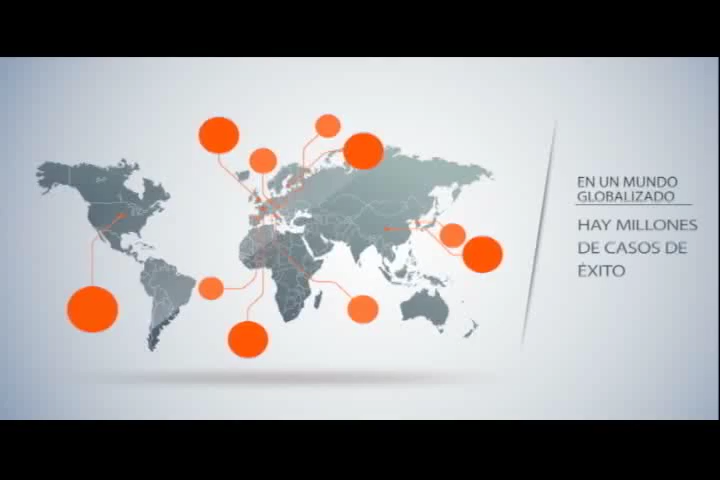 EN UN MUNDO
GLOBALIZADO
HAY MILLONES
DE CASOS DE
ÉXITO